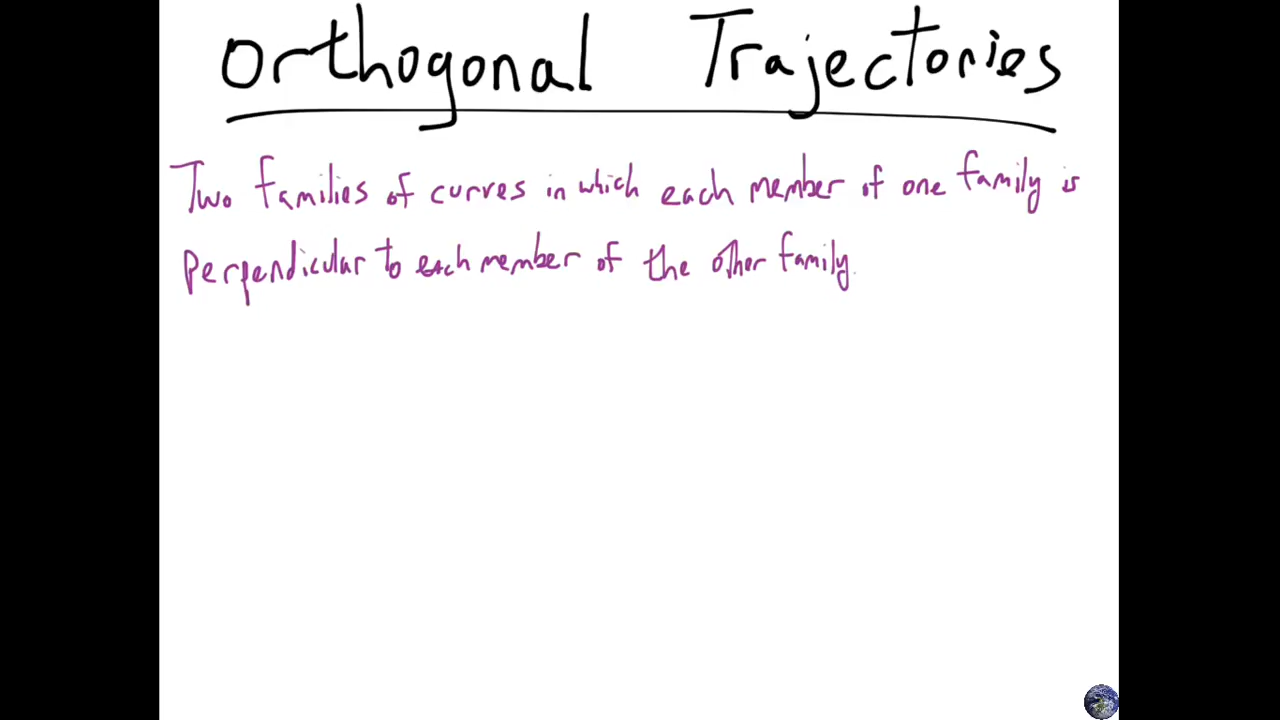 Orthogonal Trajectories
Two families of curves in which each member of one family is
Perpendicular to each member of the other family.